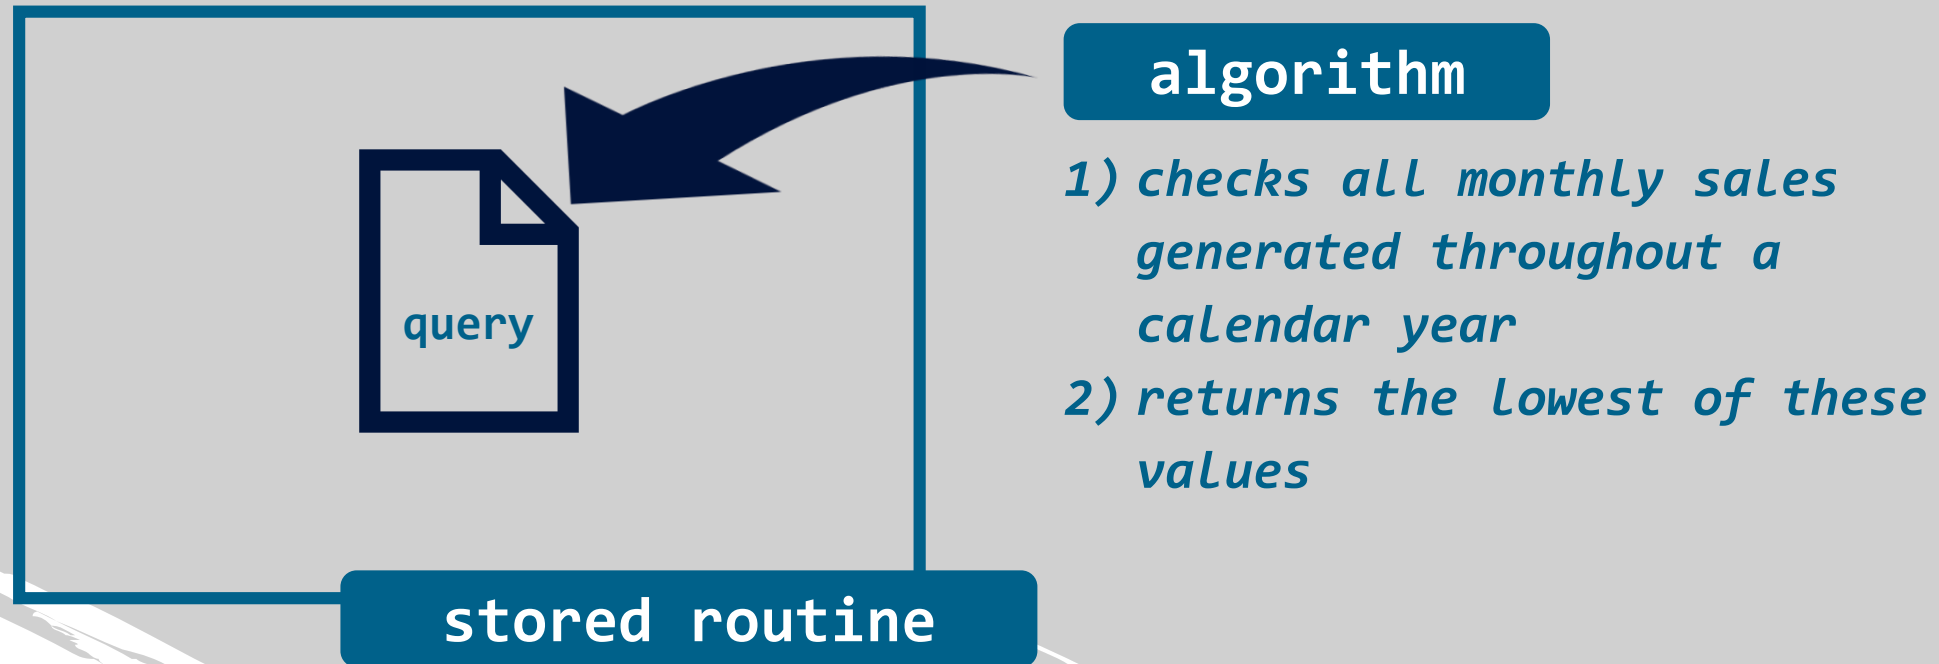 algorithm
1) checks all monthly sales
generated throughout a
calendar year
2) returns the lowest of these
values
query
stored routine